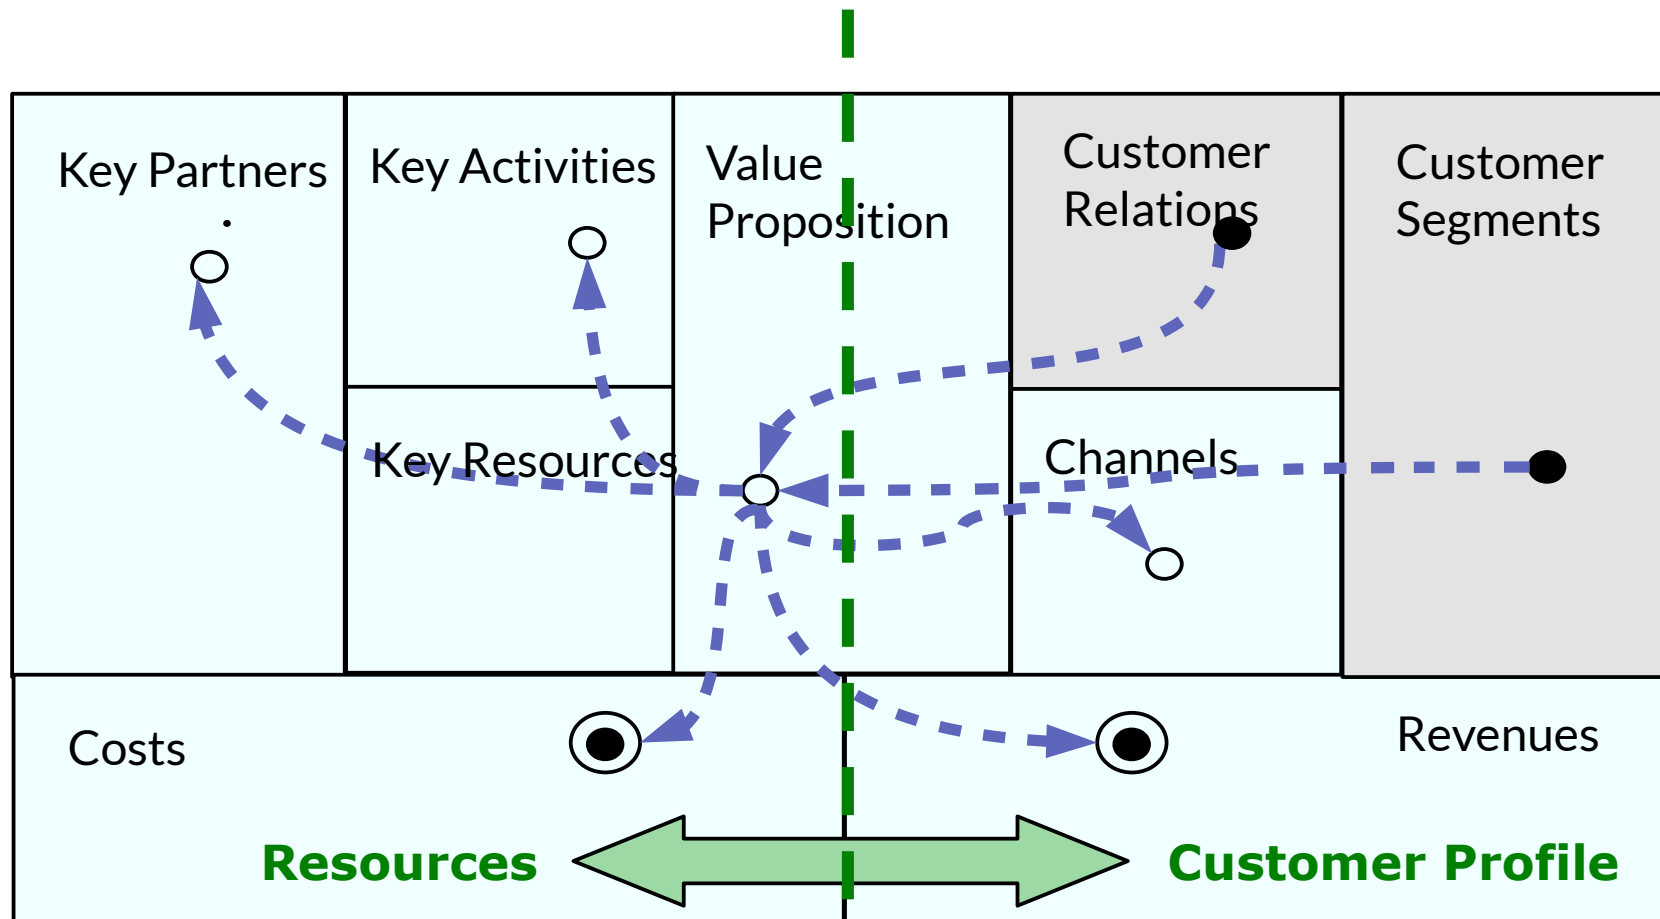 Key Partners
.
Key Activities
Value
Proposition
Customer
Relations
Customer
Segments
Key Resources
Channels
Costs
Revenues
Resources
Customer Profile